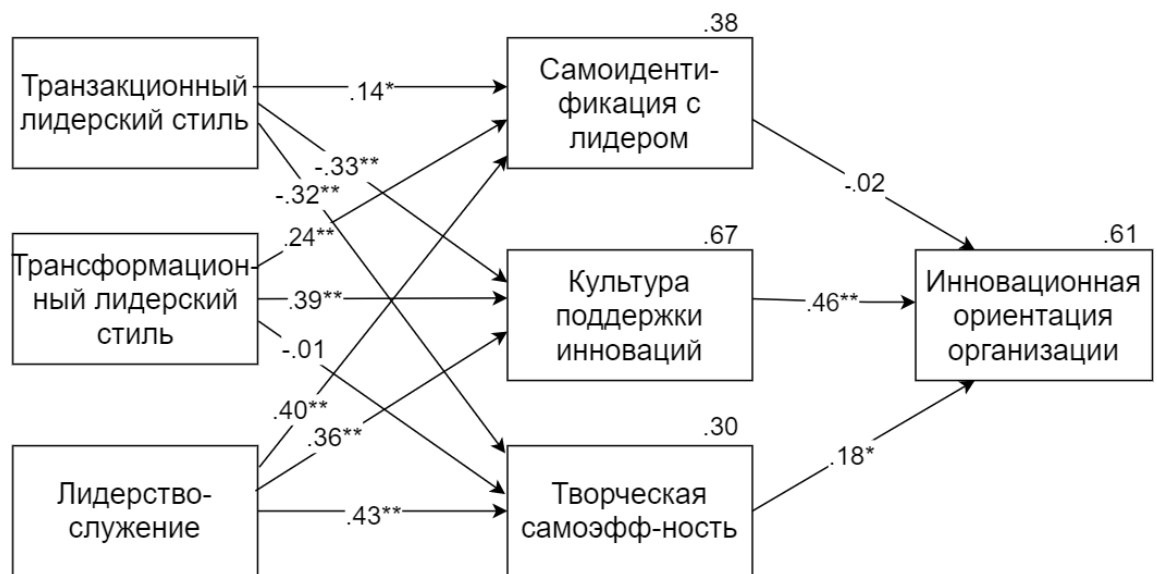 .38
Транзакционный
лидерский стиль
.14*
Самоиденти-
фикация с
лидером
-.33**
-.32**
-.02
.24**
.67
.61
Трансформацион-
ный лидерский
стиль
.39**
Культура
поддержки
инноваций
.46**
Инновационная
ориентация
организации
-.01
.40**
.36**
.30
.18*
Лидерство-
служение
.43**
Творческая
самоэфф-ность